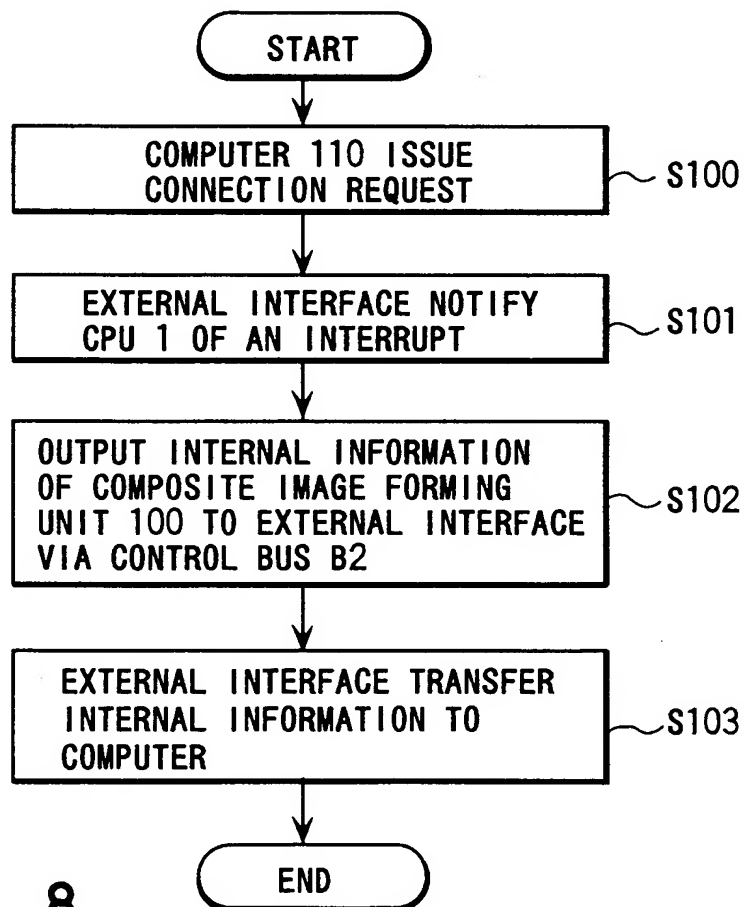 START
COMPUTER 110 ISSUE
CONNECTION REQUEST
S100
EXTERNAL INTERFACE NOTIFY
CPU 1 OF AN INTERRUPT
S101
OUTPUT INTERNAL INFORMATION
OF COMPOSITE IMAGE FORMING
UNIT 100 TO EXTERNAL INTERFACE
VIA CONTROL BUS B2
S102
EXTERNAL INTERFACE TRANSFER
INTERNAL INFORMATION TO
COMPUTER
S103
END